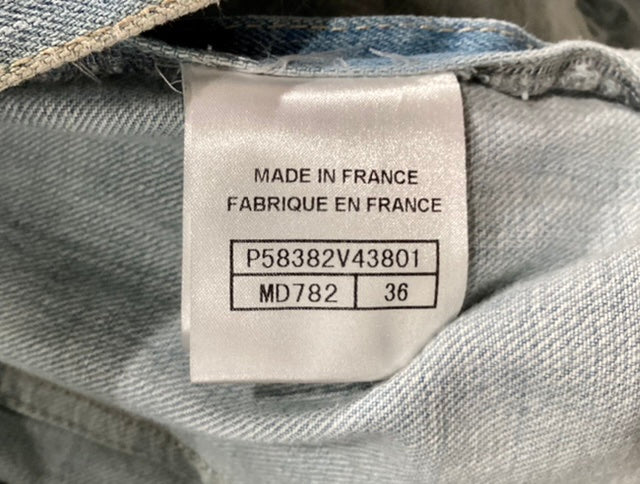 MADE IN FRANCE
FABRIQUE EN FRANCE
P58382V43801
MD782 36